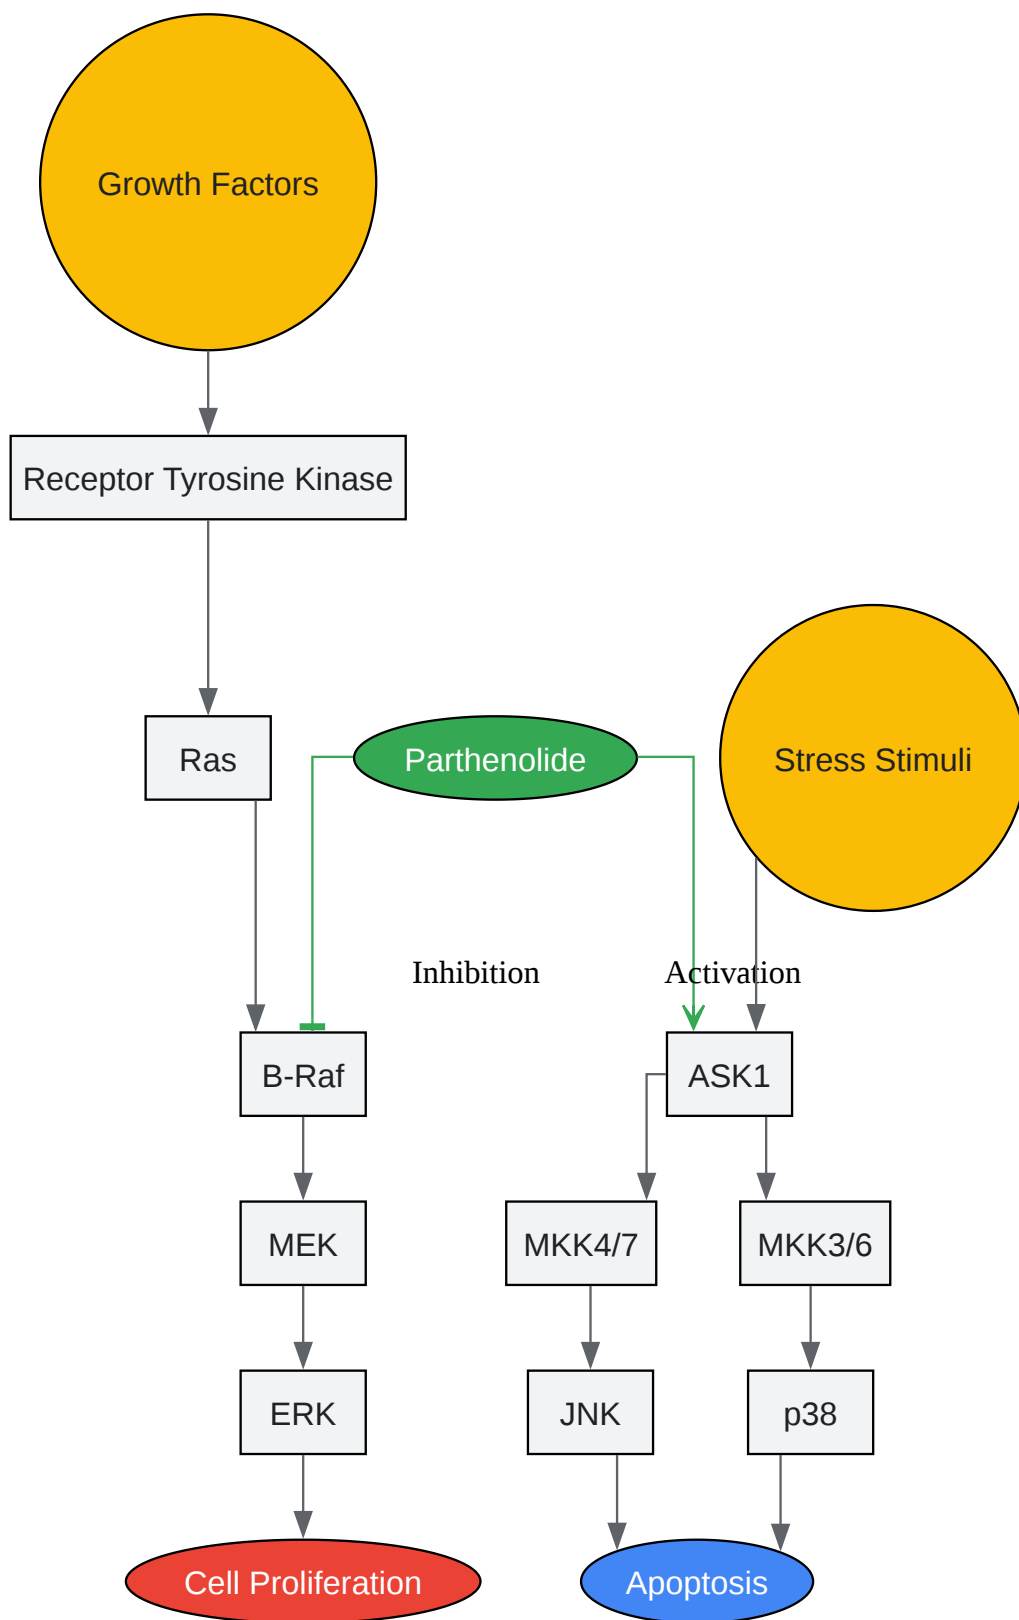 Growth Factors
Receptor Tyrosine Kinase
Ras
Parthenolide
Stress Stimuli
Inhibition
Activation
B-Raf
ASK1
MEK
MKK4/7
MKK3/6
ERK
JNK
p38
Cell Proliferation
Apoptosis